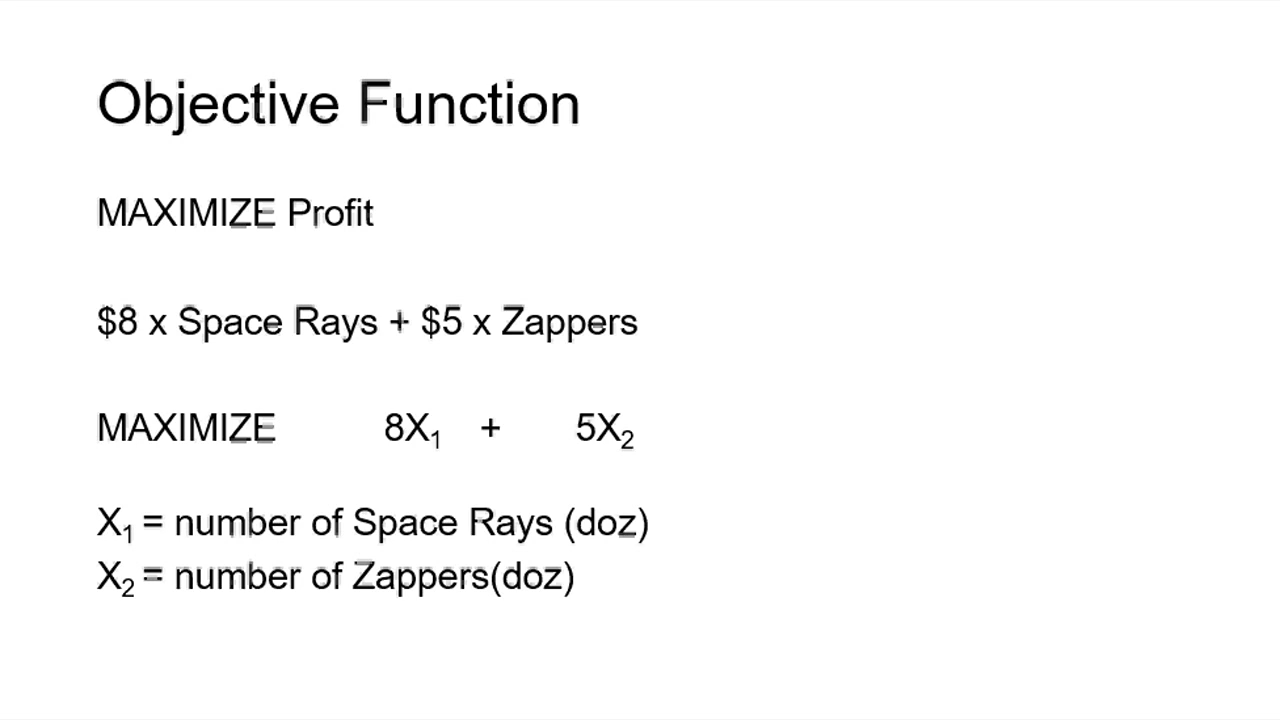 Objective Function
MAXIMIZE Profit
$8 x Space Rays + $5 x Zappers
MAXIMIZE 8X₁ + 5X₂
X₁ = number of Space Rays (doz)
X₂ = number of Zappers(doz)